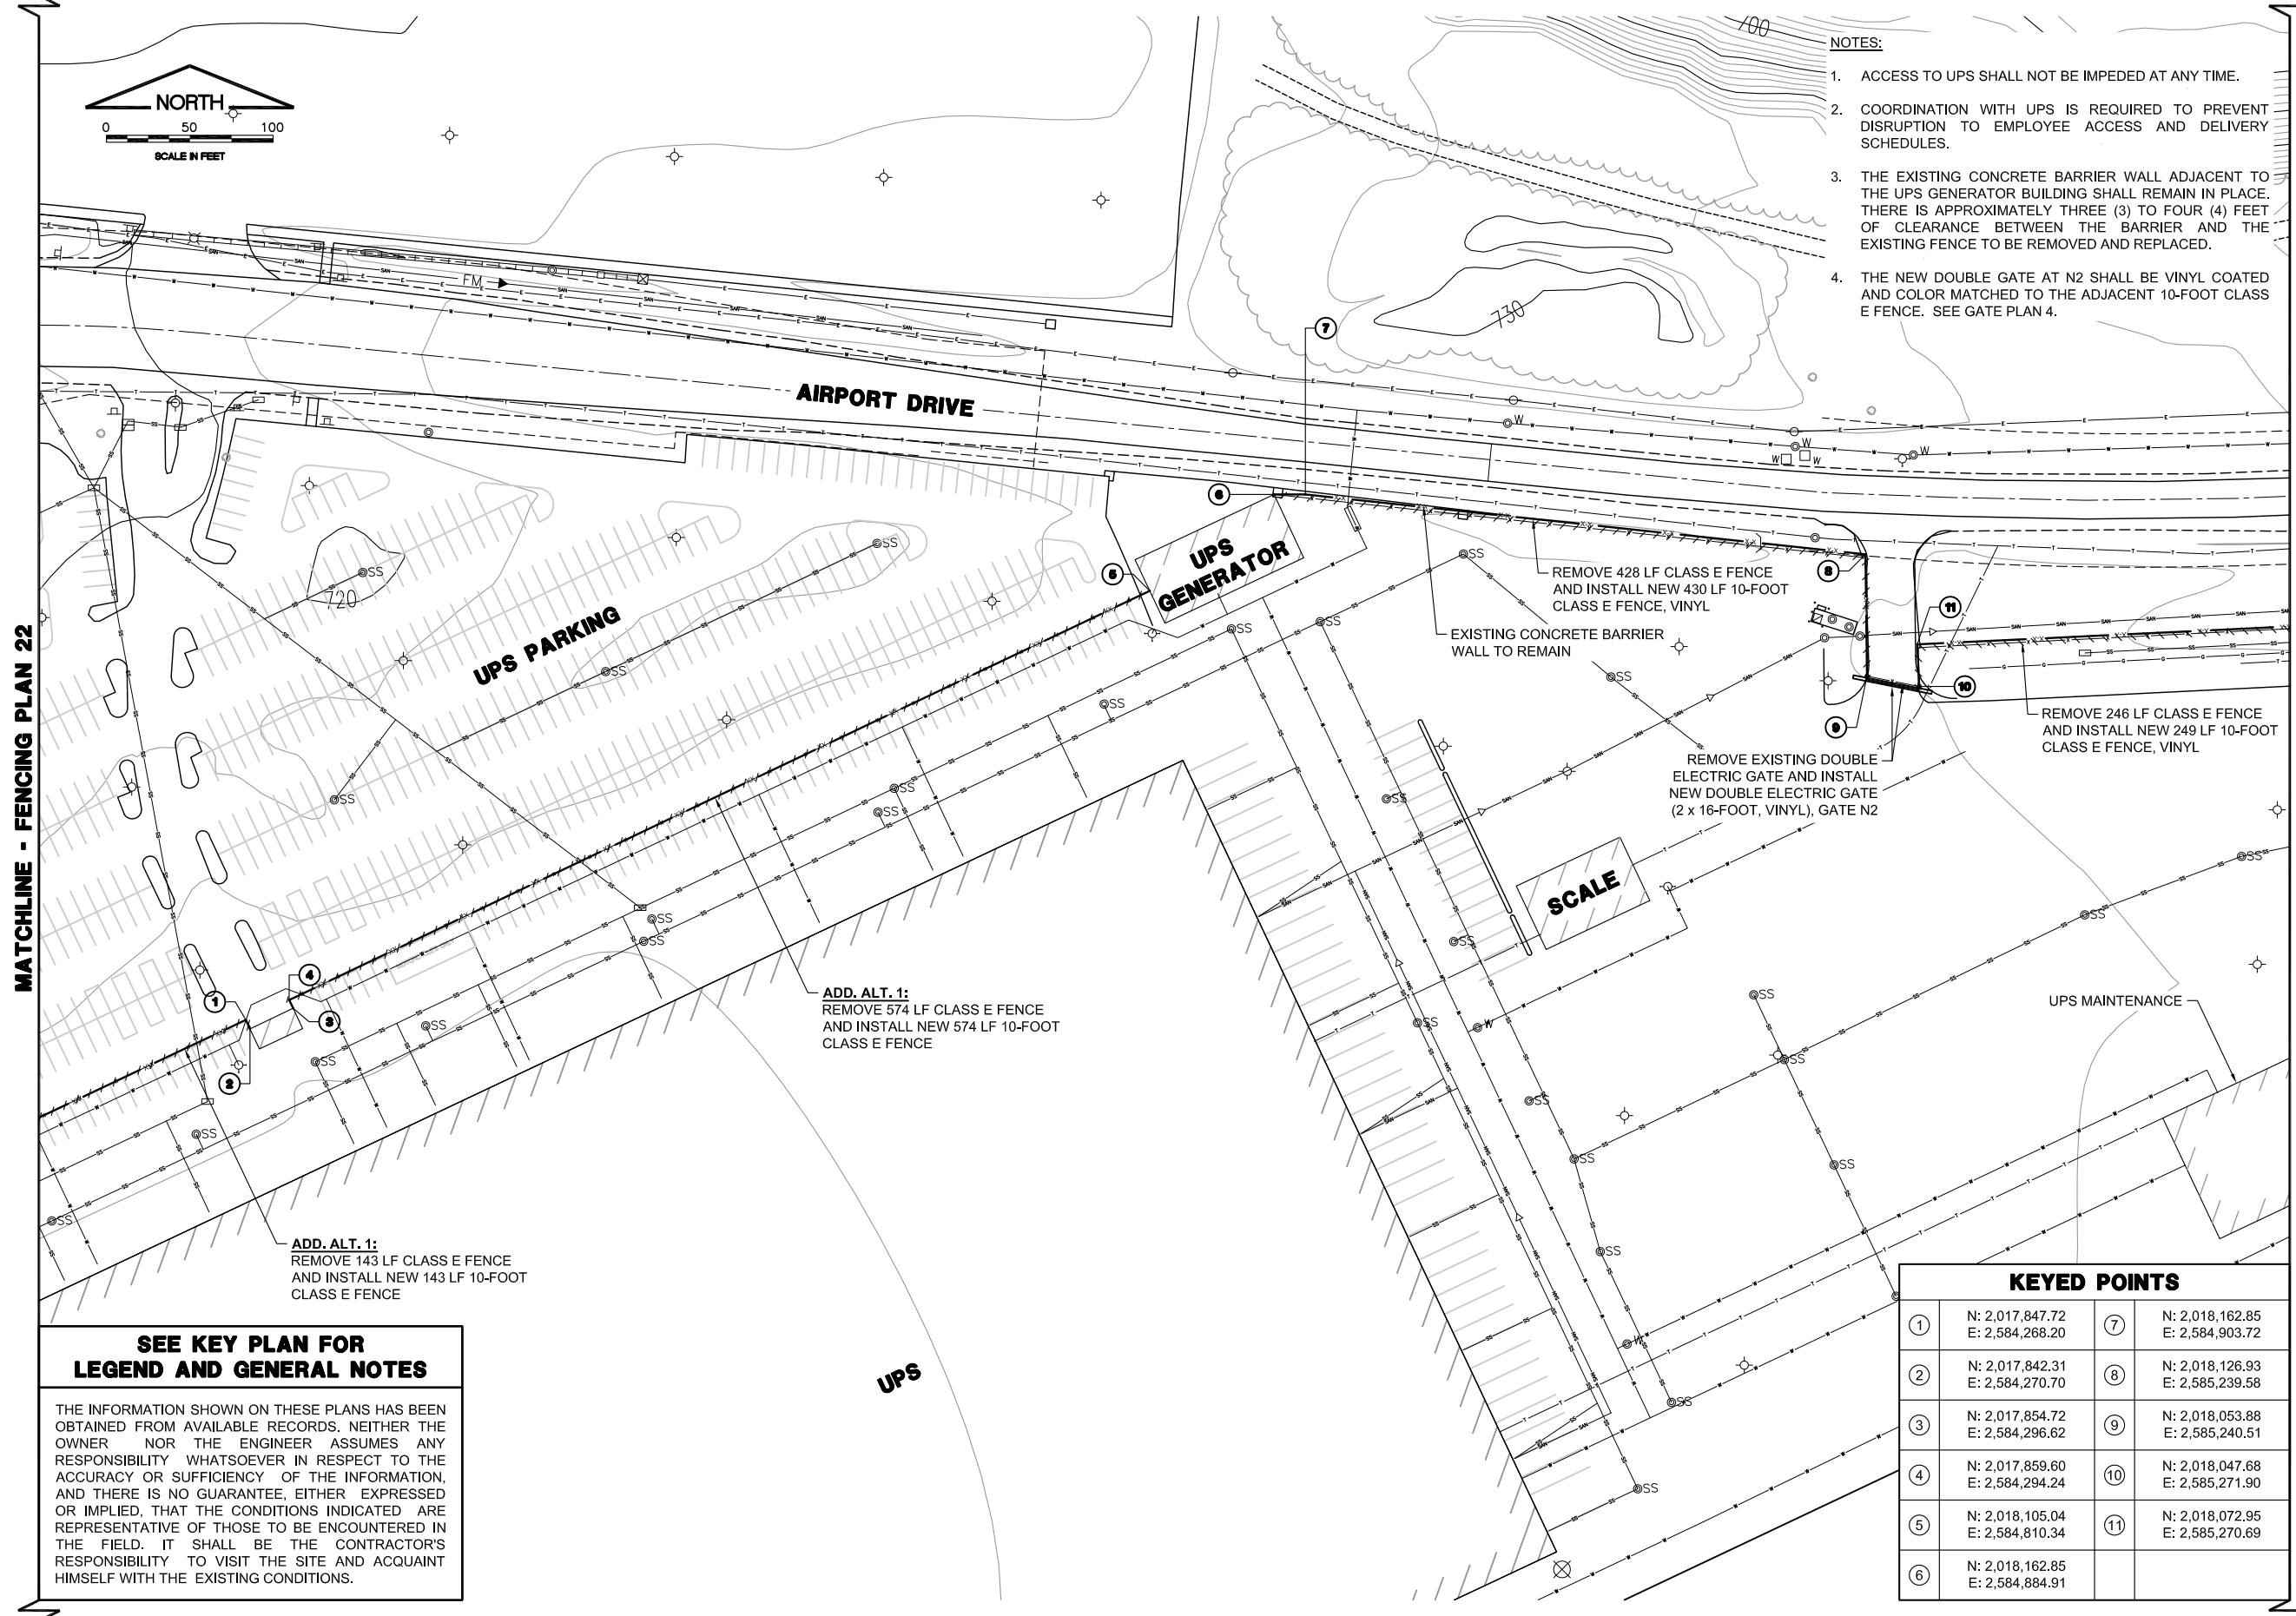 NORTH
0 50 100
SCALE IN FEET
700
NOTES:
1. ACCESS TO UPS SHALL NOT BE IMPEDED AT ANY TIME.
2. COORDINATION WITH UPS IS REQUIRED TO PREVENT
DISRUPTION TO EMPLOYEE ACCESS AND DELIVERY
SCHEDULES.
3. THE EXISTING CONCRETE BARRIER WALL ADJACENT TO
THE UPS GENERATOR BUILDING SHALL REMAIN IN PLACE.
THERE IS APPROXIMATELY THREE (3) TO FOUR (4) FEET
OF CLEARANCE BETWEEN THE BARRIER AND THE
EXISTING FENCE TO BE REMOVED AND REPLACED.
4. THE NEW DOUBLE GATE AT N2 SHALL BE VINYL COATED
AND COLOR MATCHED TO THE ADJACENT 10-FOOT CLASS
E FENCE. SEE GATE PLAN 4.
FM
730
7
AIRPORT DRIVE
6
UPS
GENERATOR
5
720
UPS PARKING
8
REMOVE 428 LF CLASS E FENCE
AND INSTALL NEW 430 LF 10-FOOT
CLASS E FENCE, VINYL
11
EXISTING CONCRETE BARRIER
WALL TO REMAIN
10
9
REMOVE 246 LF CLASS E FENCE
AND INSTALL NEW 249 LF 10-FOOT
CLASS E FENCE, VINYL
REMOVE EXISTING DOUBLE
ELECTRIC GATE AND INSTALL
NEW DOUBLE ELECTRIC GATE
(2 x 16-FOOT, VINYL), GATE N2
MATCHLINE - FENCING PLAN 22
SCALE
4
1
3
2
ADD. ALT. 1:
REMOVE 574 LF CLASS E FENCE
AND INSTALL NEW 574 LF 10-FOOT
CLASS E FENCE
UPS MAINTENANCE
ADD. ALT. 1:
REMOVE 143 LF CLASS E FENCE
AND INSTALL NEW 143 LF 10-FOOT
CLASS E FENCE
UPS
SEE KEY PLAN FOR
LEGEND AND GENERAL NOTES
THE INFORMATION SHOWN ON THESE PLANS HAS BEEN
OBTAINED FROM AVAILABLE RECORDS. NEITHER THE
OWNER NOR THE ENGINEER ASSUMES ANY
RESPONSIBILITY WHATSOEVER IN RESPECT TO THE
ACCURACY OR SUFFICIENCY OF THE INFORMATION,
AND THERE IS NO GUARANTEE, EITHER EXPRESSED
OR IMPLIED, THAT THE CONDITIONS INDICATED ARE
REPRESENTATIVE OF THOSE TO BE ENCOUNTERED IN
THE FIELD. IT SHALL BE THE CONTRACTOR'S
RESPONSIBILITY TO VISIT THE SITE AND ACQUAINT
HIMSELF WITH THE EXISTING CONDITIONS.
KEYED POINTS
1 N: 2,017,847.72
E: 2,584,268.20
7 N: 2,018,162.85
E: 2,584,903.72
2 N: 2,017,842.31
E: 2,584,270.70
8 N: 2,018,126.93
E: 2,585,239.58
3 N: 2,017,854.72
E: 2,584,296.62
9 N: 2,018,053.88
E: 2,585,240.51
4 N: 2,017,859.60
E: 2,584,294.24
10 N: 2,018,047.68
E: 2,585,271.90
5 N: 2,018,105.04
E: 2,584,810.34
11 N: 2,018,072.95
E: 2,585,270.69
6 N: 2,018,162.85
E: 2,584,884.91